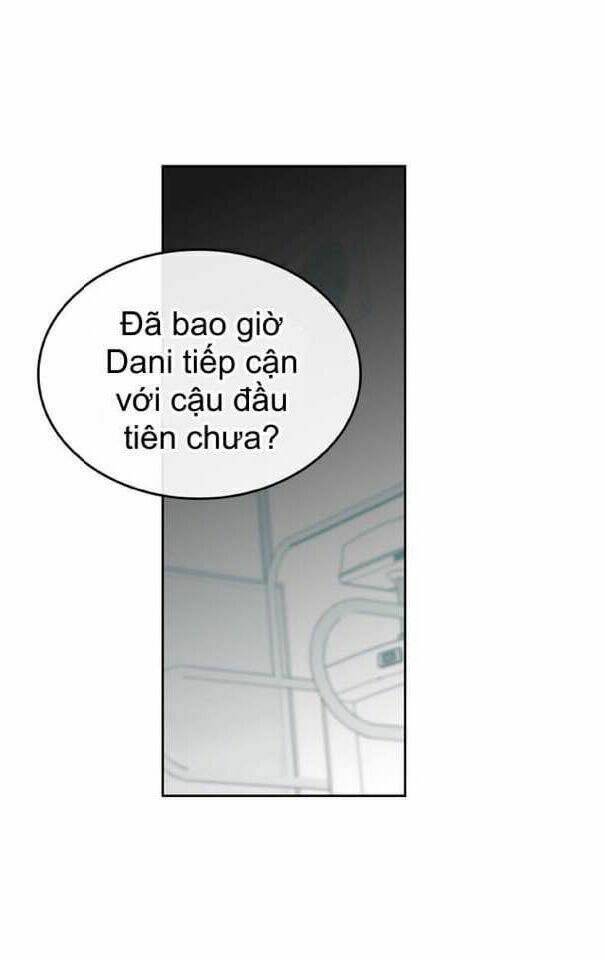 Đã bao giờ
Dani tiếp cận
với cậu đầu
tiên chưa?